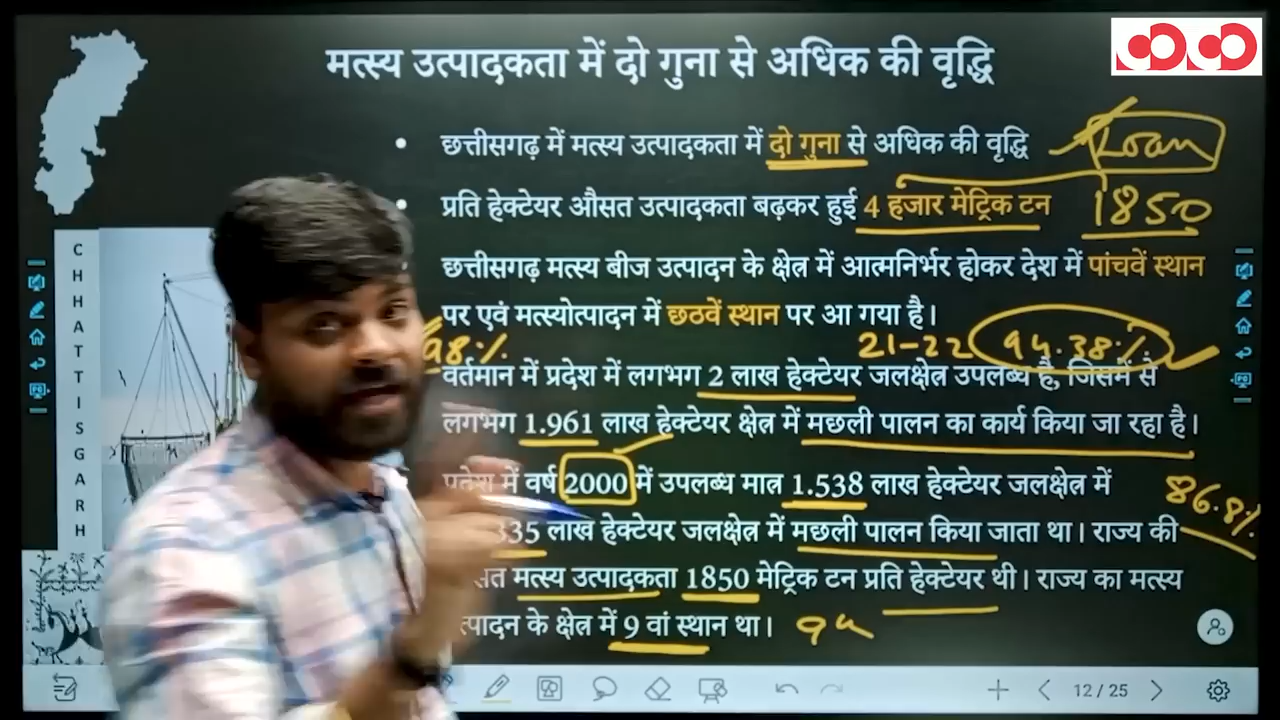 मत्स्य उत्पादकता में दो गुना से अधिक की वृद्धि
• छत्तीसगढ़ में मत्स्य उत्पादकता में दो गुना से अधिक की वृद्धि Loan
• प्रति हेक्टेयर औसत उत्पादकता बढ़कर हुई 4 हजार मेट्रिक टन 1850
छत्तीसगढ़ मत्स्य बीज उत्पादन के क्षेत्र में आत्मनिर्भर होकर देश में पांचवें स्थान
पर एवं मत्स्योत्पादन में छठवें स्थान पर आ गया है।
98% 21-22 94.38%
वर्तमान में प्रदेश में लगभग 2 लाख हेक्टेयर जलक्षेत्र उपलब्ध है, जिसमें से
लगभग 1.961 लाख हेक्टेयर क्षेत्र में मछली पालन का कार्य किया जा रहा है।
में वर्ष 2000 में उपलब्ध मात्र 1.538 लाख हेक्टेयर जलक्षेत्र में 86.8%
335 लाख हेक्टेयर जलक्षेत्र में मछली पालन किया जाता था। राज्य की
मत्स्य उत्पादकता 1850 मेट्रिक टन प्रति हेक्टेयर थी। राज्य का मत्स्य
त्पादन के क्षेत्र में 9 वां स्थान था।
CHHATTISGARH
12 / 25